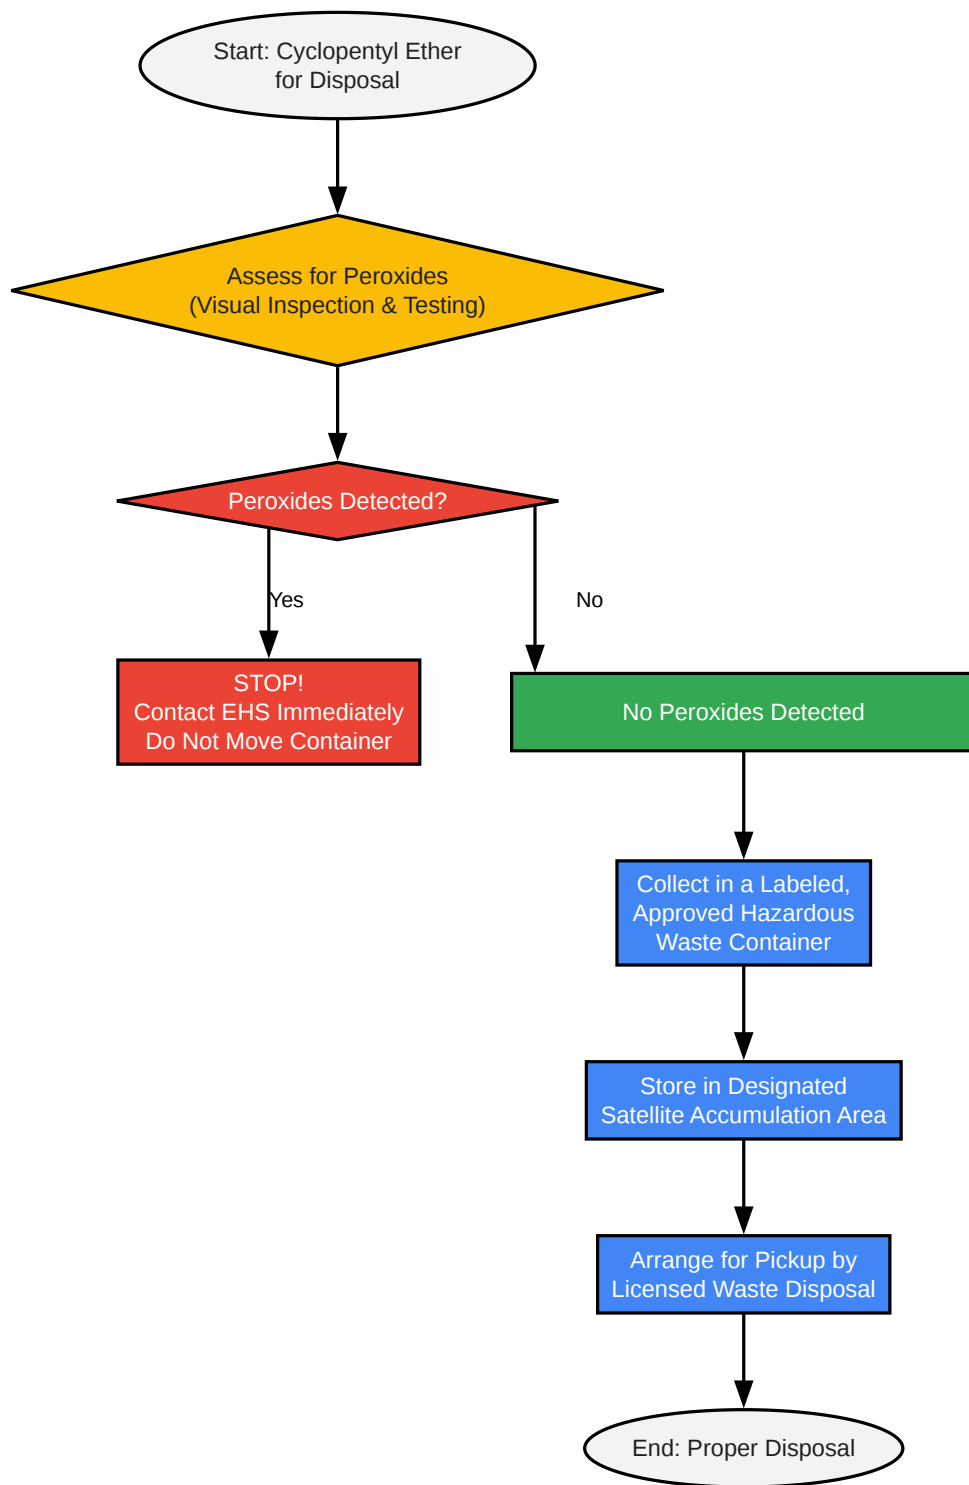 Start: Cyclopentyl Ether
for Disposal
Assess for Peroxides
(Visual Inspection & Testing)
Peroxides Detected?
Yes
No
STOP!
Contact EHS Immediately
Do Not Move Container
No Peroxides Detected
Collect in a Labeled,
Approved Hazardous
Waste Container
Store in Designated
Satellite Accumulation Area
Arrange for Pickup by
Licensed Waste Disposal
End: Proper Disposal